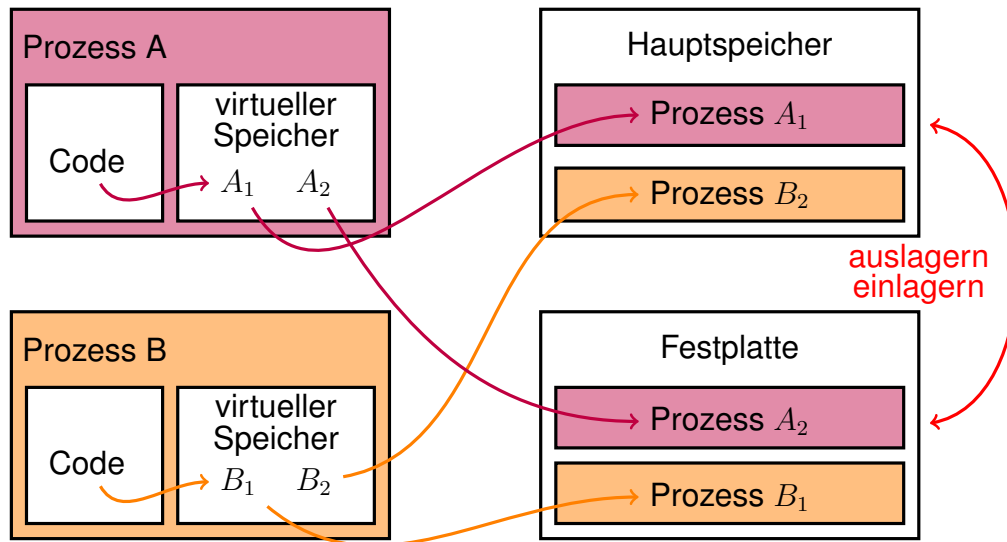 Prozess A
Code
virtueller
Speicher
A₁ A₂
Hauptspeicher
Prozess A₁
Prozess B₂
auslagern
einlagern
Prozess B
Code
virtueller
Speicher
B₁ B₂
Festplatte
Prozess A₂
Prozess B₁